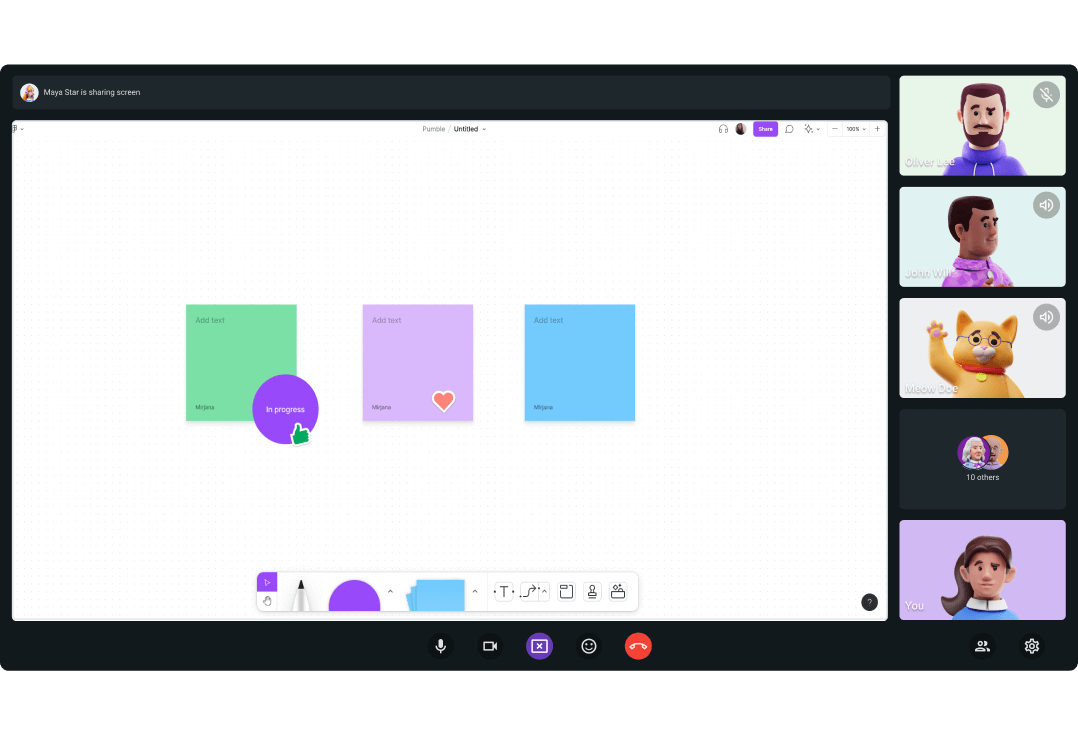 Maya Star is sharing screen
Pumble / Untitled
Share
100%
Oliver Lee
John Will
Meow Doe
10 others
You
Add text
Mirjana
In progress
Add text
Mirjana
Add text
Mirjana
T
?